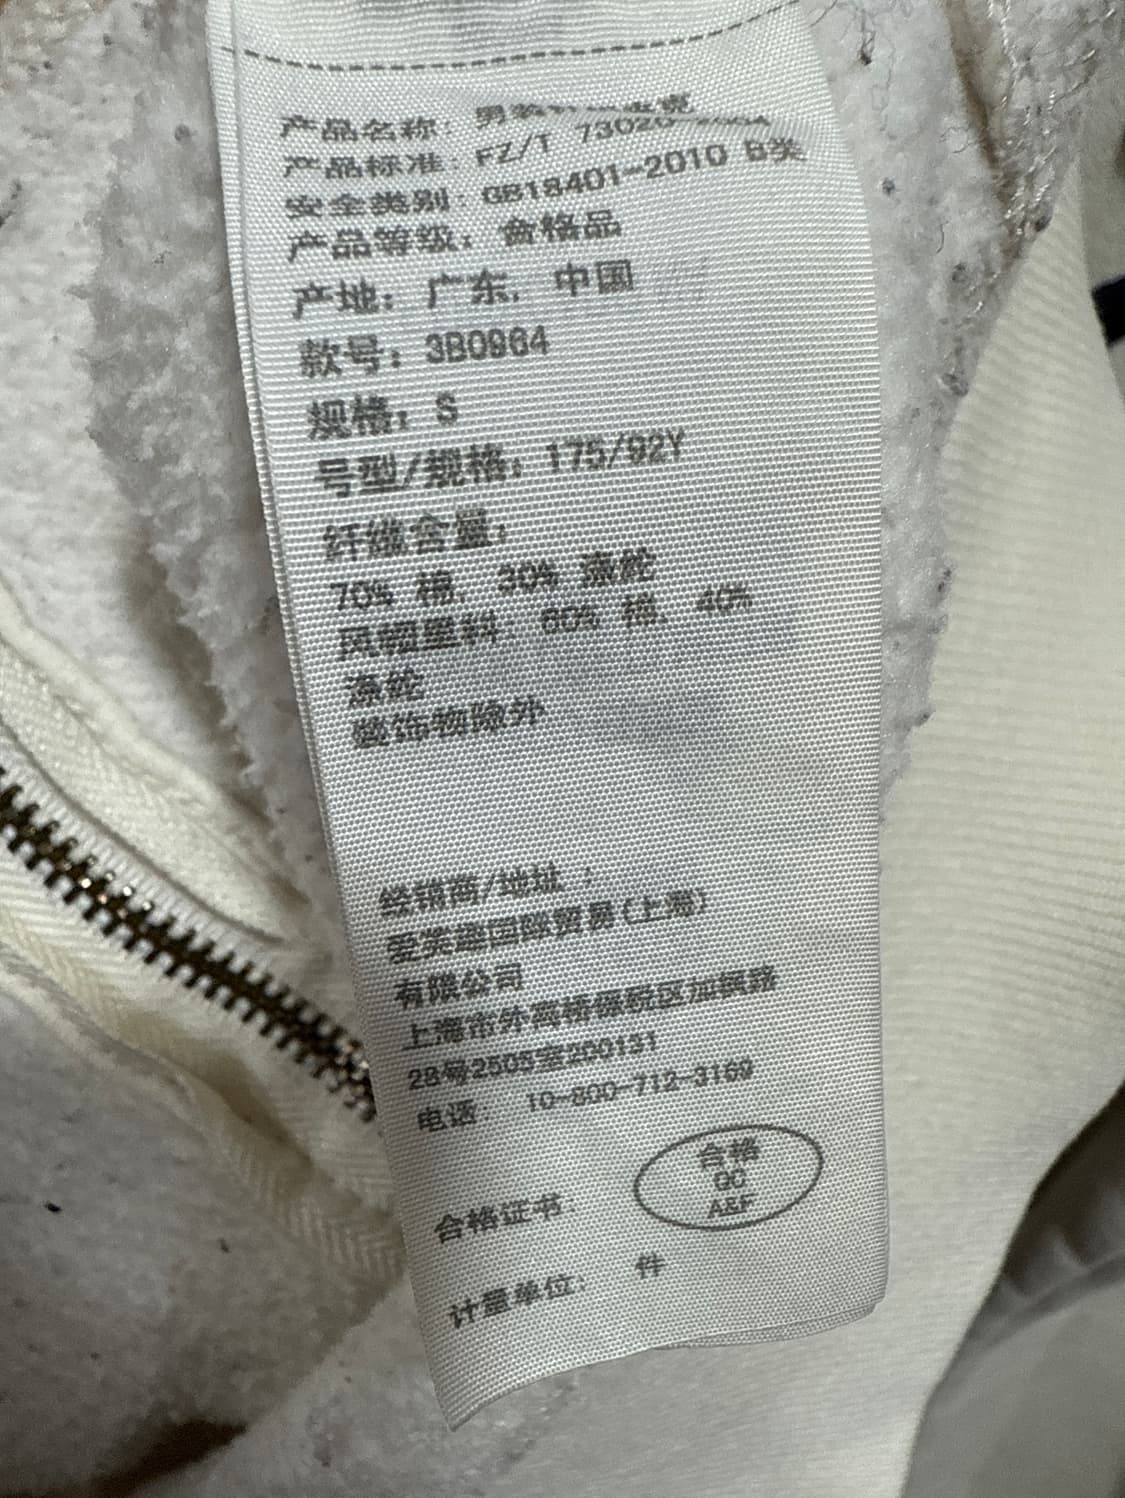 产品名称: 男装针织夹克
产品标准: FZ/T 73020-2004
安全类别: GB18401-2010 B类
产品等级: 合格品
产地: 广东, 中国
款号: 3B0964
规格: S
号型/规格: 175/92Y
纤维含量:
70% 棉, 30% 涤纶
风帽里料: 60% 棉, 40%
涤纶
装饰物除外
经销商/地址 :
国际贸易(上海)
有限公司
上海市外高桥保税区加枫路
28号2505室200131
电话: 10-800-712-3169
合格
QC
A&F
合格证书:
计量单位: 件